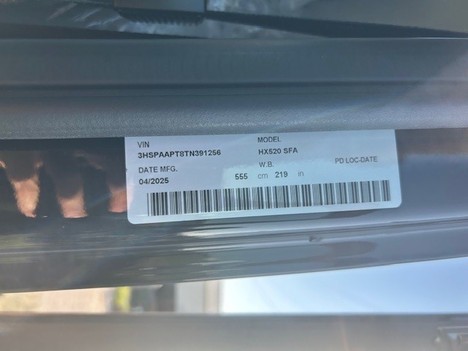 VIN MODEL
3HSPAAPT8TN391256 HX520 SFA
DATE MFG. W.B. PD LOC-DATE
04/2025 555 cm 219 in